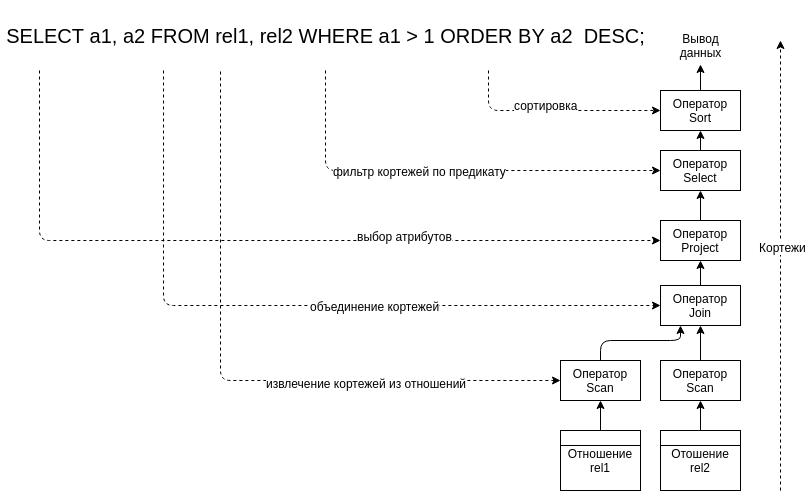 SELECT a1, a2 FROM rel1, rel2 WHERE a1 > 1 ORDER BY a2  DESC;
Вывод
данных
сортировка
Оператор
Sort
фильтр кортежей по предикату
Оператор
Select
выбор атрибутов
Оператор
Project
Кортежи
объединение кортежей
Оператор
Join
извлечение кортежей из отношений
Оператор
Scan
Оператор
Scan
Отношение
rel1
Отошение
rel2